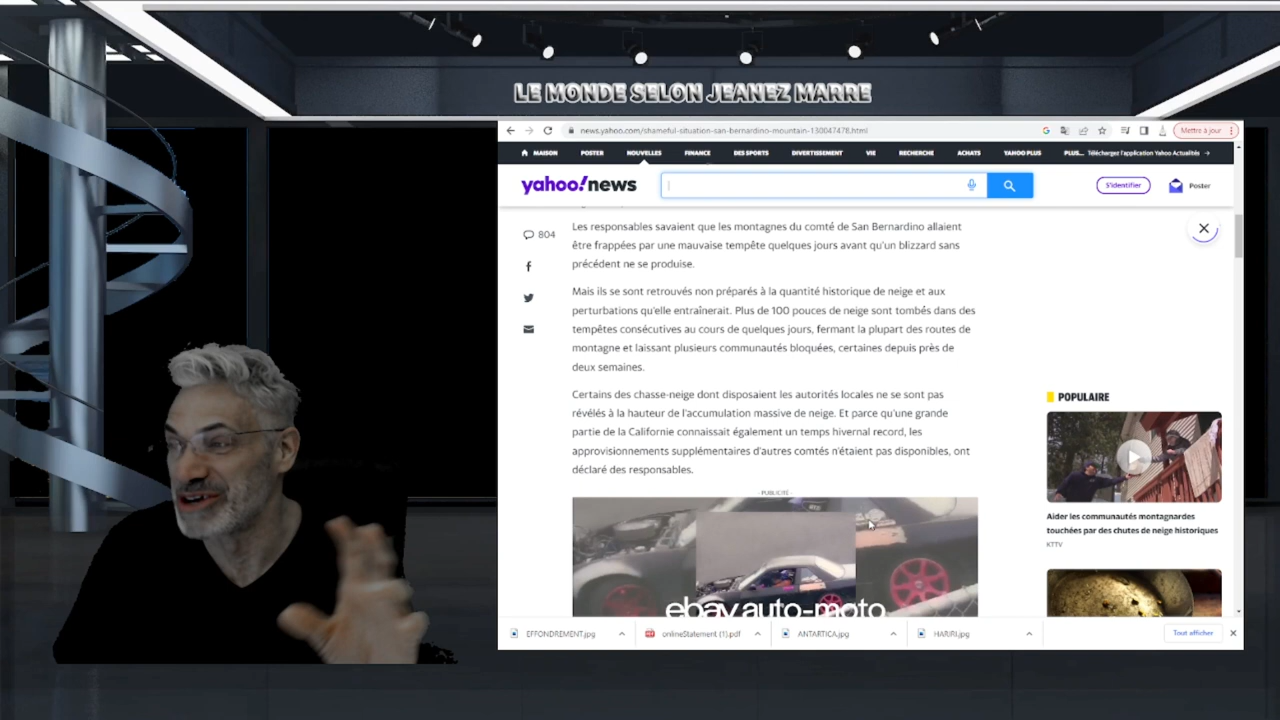 LE MONDE SELON JEANEZ MARRE
news.yahoo.com/shameful-situation-san-bernardino-mountain-130047478.html
Mettre à jour
MAISON POSTER NOUVELLES FINANCE DES SPORTS DIVERTISSEMENT VIE RECHERCHE ACHATS YAHOO PLUS PLUS... Téléchargez l'application Yahoo Actualités →
yahoo!news
S'identifier
Poster
804
Les responsables savaient que les montagnes du comté de San Bernardino allaient
être frappées par une mauvaise tempête quelques jours avant qu'un blizzard sans
précédent ne se produise.
Mais ils se sont retrouvés non préparés à la quantité historique de neige et aux
perturbations qu'elle entraînerait. Plus de 100 pouces de neige sont tombés dans des
tempêtes consécutives au cours de quelques jours, fermant la plupart des routes de
montagne et laissant plusieurs communautés bloquées, certaines depuis près de
deux semaines.
Certains des chasse-neige dont disposaient les autorités locales ne se sont pas
révélés à la hauteur de l'accumulation massive de neige. Et parce qu'une grande
partie de la Californie connaissait également un temps hivernal record, les
approvisionnements supplémentaires d'autres comtés n'étaient pas disponibles, ont
déclaré des responsables.
- PUBLICITÉ -
ebay auto-moto
POPULAIRE
Aider les communautés montagnardes
touchées par des chutes de neige historiques
KTTV
EFFONDREMENT.jpg
onlineStatement (1).pdf
ANTARTICA.jpg
HARIRI.jpg
Tout afficher